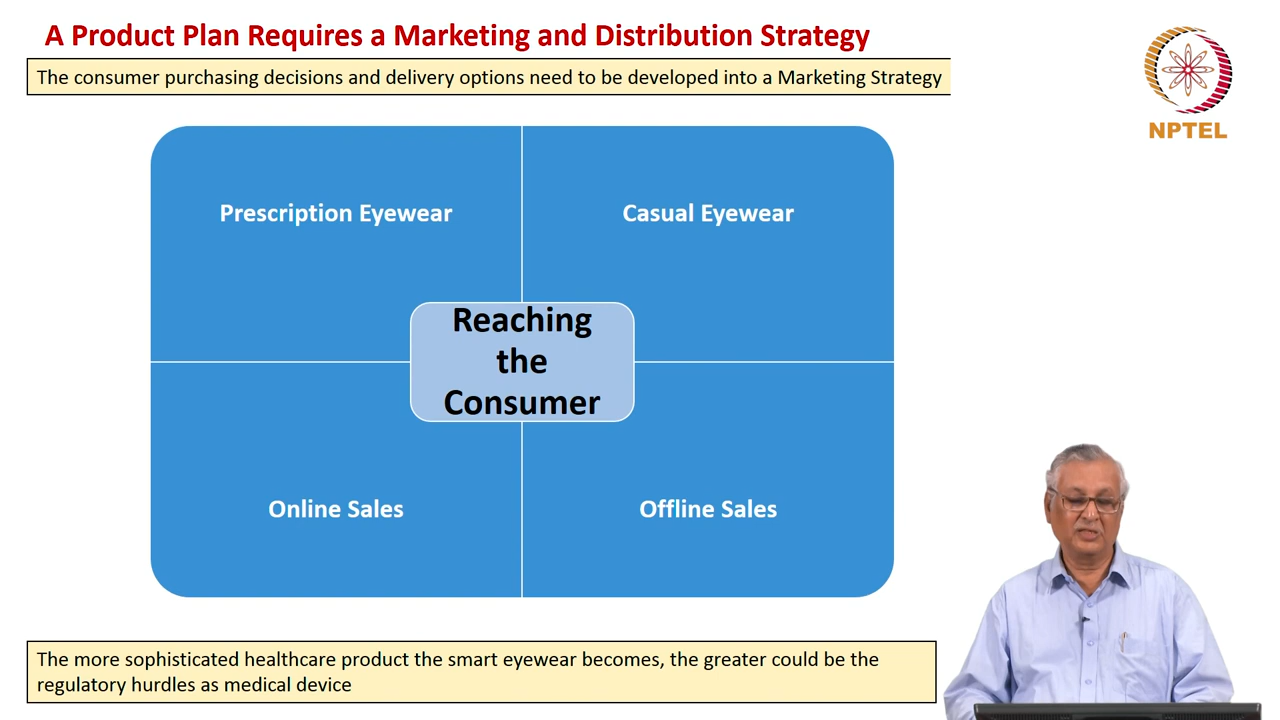 A Product Plan Requires a Marketing and Distribution Strategy
The consumer purchasing decisions and delivery options need to be developed into a Marketing Strategy
NPTEL
Prescription Eyewear
Casual Eyewear
Reaching
the
Consumer
Online Sales
Offline Sales
The more sophisticated healthcare product the smart eyewear becomes, the greater could be the
regulatory hurdles as medical device